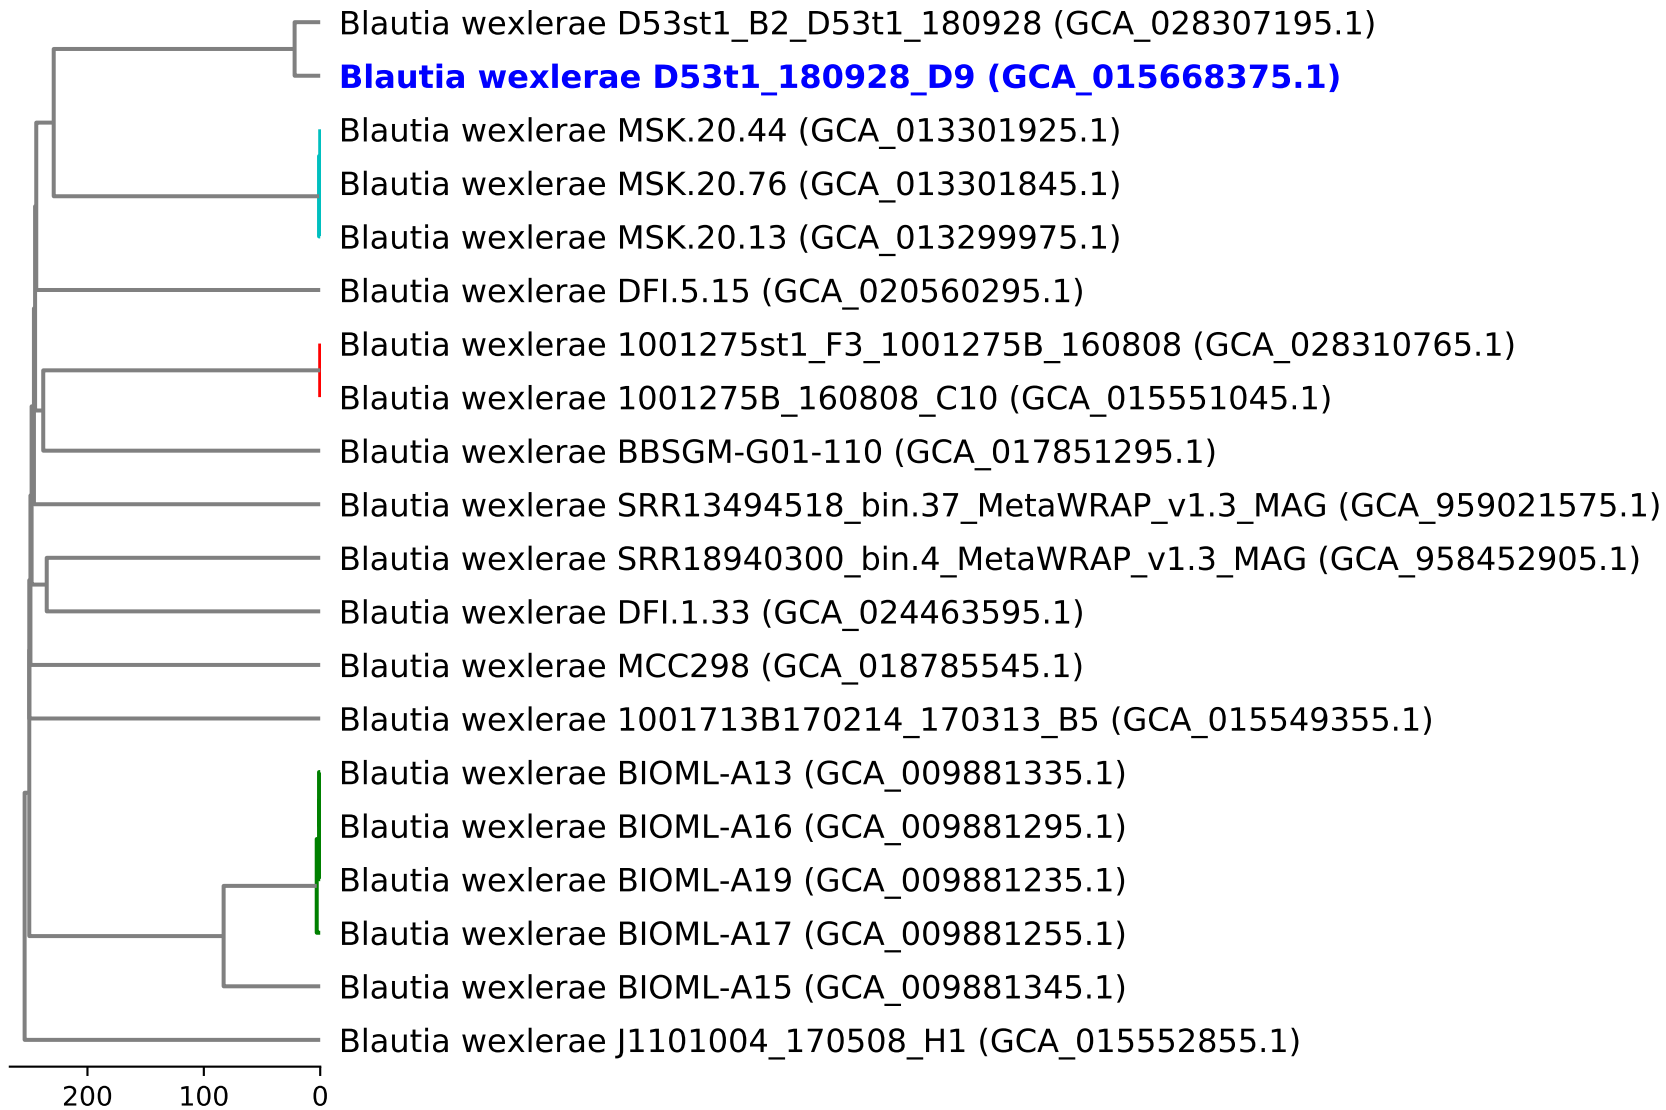 Blautia wexlerae D53st1_B2_D53t1_180928 (GCA_028307195.1)
Blautia wexlerae D53t1_180928_D9 (GCA_015668375.1)
Blautia wexlerae MSK.20.44 (GCA_013301925.1)
Blautia wexlerae MSK.20.76 (GCA_013301845.1)
Blautia wexlerae MSK.20.13 (GCA_013299975.1)
Blautia wexlerae DFI.5.15 (GCA_020560295.1)
Blautia wexlerae 1001275st1_F3_1001275B_160808 (GCA_028310765.1)
Blautia wexlerae 1001275B_160808_C10 (GCA_015551045.1)
Blautia wexlerae BBSGM-G01-110 (GCA_017851295.1)
Blautia wexlerae SRR13494518_bin.37_MetaWRAP_v1.3_MAG (GCA_959021575.1)
Blautia wexlerae SRR18940300_bin.4_MetaWRAP_v1.3_MAG (GCA_958452905.1)
Blautia wexlerae DFI.1.33 (GCA_024463595.1)
Blautia wexlerae MCC298 (GCA_018785545.1)
Blautia wexlerae 1001713B170214_170313_B5 (GCA_015549355.1)
Blautia wexlerae BIOML-A13 (GCA_009881335.1)
Blautia wexlerae BIOML-A16 (GCA_009881295.1)
Blautia wexlerae BIOML-A19 (GCA_009881235.1)
Blautia wexlerae BIOML-A17 (GCA_009881255.1)
Blautia wexlerae BIOML-A15 (GCA_009881345.1)
Blautia wexlerae J1101004_170508_H1 (GCA_015552855.1)
200 100 0